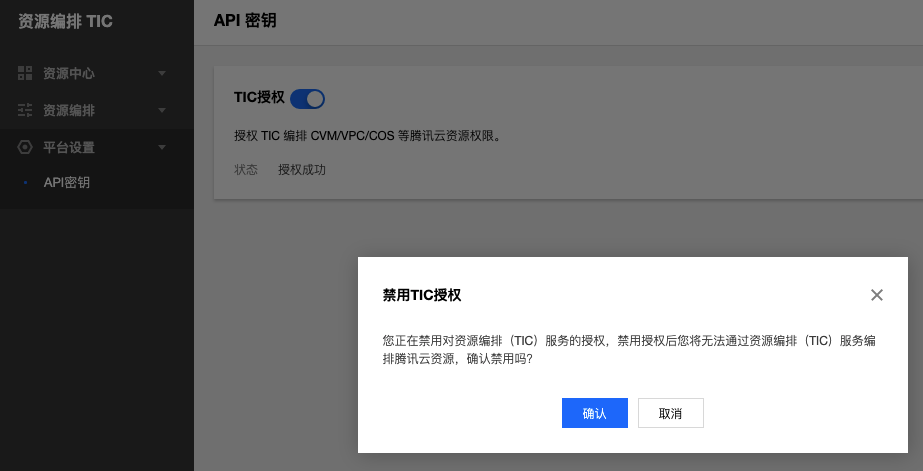 资源编排 TIC
API 密钥
资源中心
资源编排
平台设置
API密钥
TIC授权
授权 TIC 编排 CVM/VPC/COS 等腾讯云资源权限。
状态 授权成功
禁用TIC授权
您正在禁用对资源编排（TIC）服务的授权，禁用授权后您将无法通过资源编排（TIC）服务编
排腾讯云资源，确认禁用吗？
确认 取消